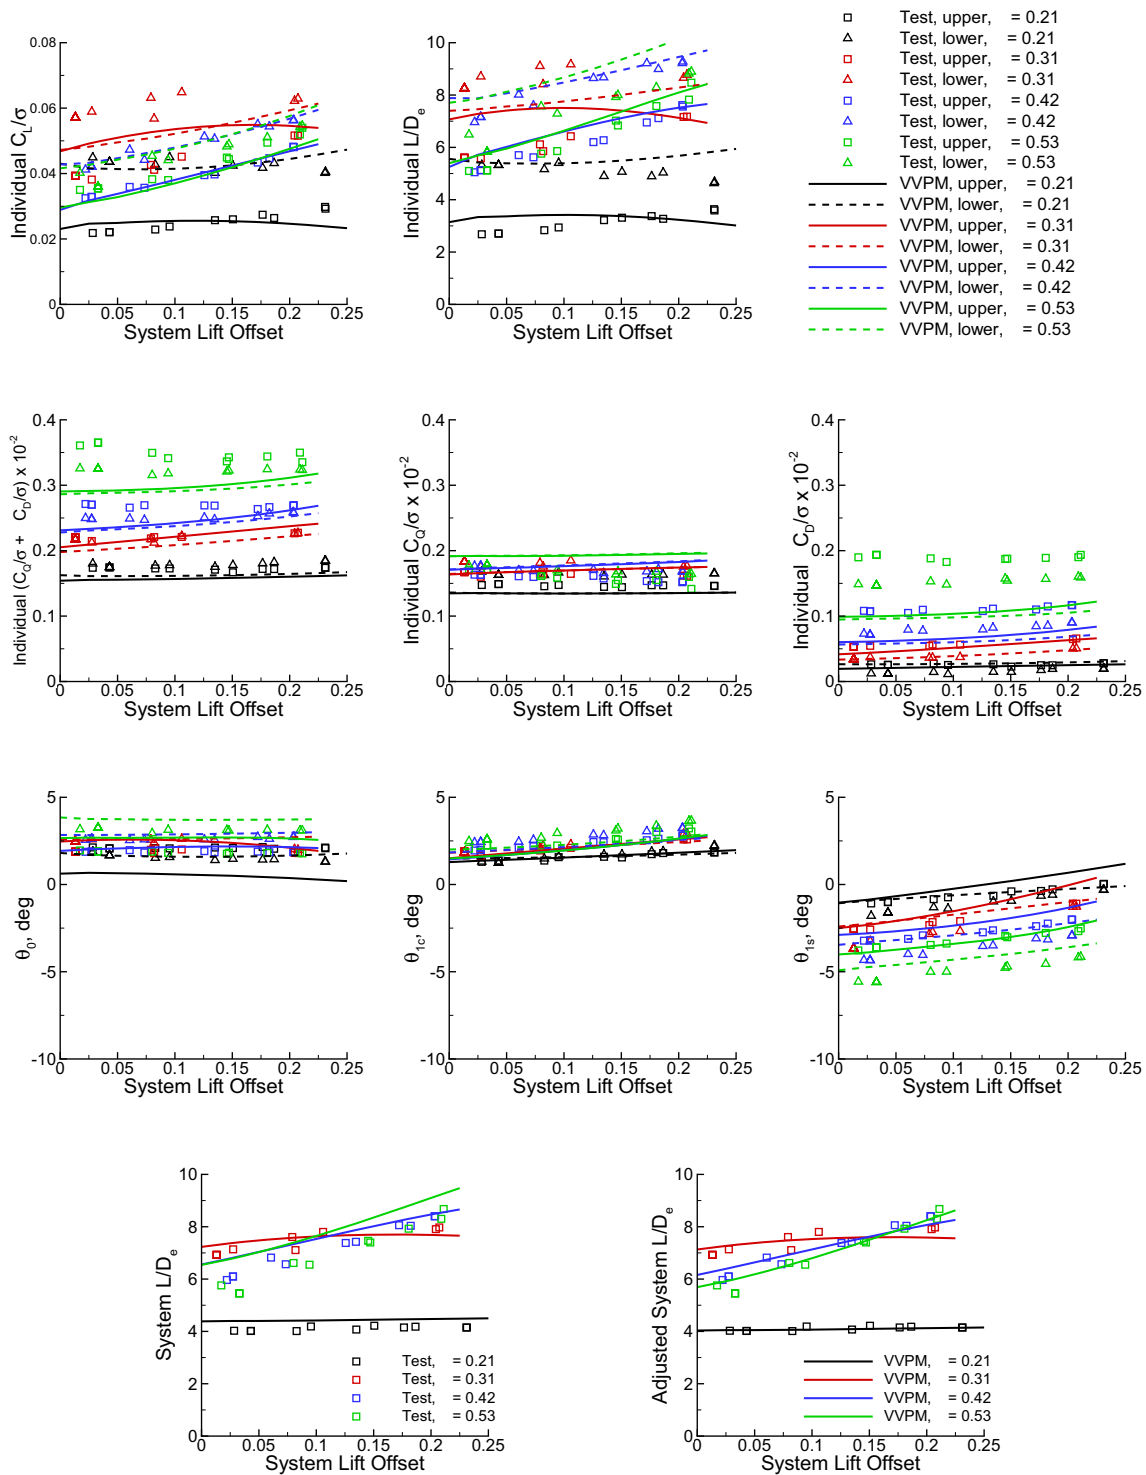 Individual C_L/σ
0.08
0.06
0.04
0.02
0
0 0.05 0.1 0.15 0.2 0.25
System Lift Offset
Individual L/D_e
10
8
6
4
2
0
0 0.05 0.1 0.15 0.2 0.25
System Lift Offset
Test, upper, = 0.21
Test, lower, = 0.21
Test, upper, = 0.31
Test, lower, = 0.31
Test, upper, = 0.42
Test, lower, = 0.42
Test, upper, = 0.53
Test, lower, = 0.53
VVPM, upper, = 0.21
VVPM, lower, = 0.21
VVPM, upper, = 0.31
VVPM, lower, = 0.31
VVPM, upper, = 0.42
VVPM, lower, = 0.42
VVPM, upper, = 0.53
VVPM, lower, = 0.53
Individual (C_Q/σ + C_D/σ) x 10^-2
0.4
0.3
0.2
0.1
0
0 0.05 0.1 0.15 0.2 0.25
System Lift Offset
Individual C_Q/σ x 10^-2
0.4
0.3
0.2
0.1
0
0 0.05 0.1 0.15 0.2 0.25
System Lift Offset
Individual C_D/σ x 10^-2
0.4
0.3
0.2
0.1
0
0 0.05 0.1 0.15 0.2 0.25
System Lift Offset
θ_0, deg
5
0
-5
-10
0 0.05 0.1 0.15 0.2 0.25
System Lift Offset
θ_1c, deg
5
0
-5
-10
0 0.05 0.1 0.15 0.2 0.25
System Lift Offset
θ_1s, deg
5
0
-5
-10
0 0.05 0.1 0.15 0.2 0.25
System Lift Offset
System L/D_e
10
8
6
4
2
0
0 0.05 0.1 0.15 0.2 0.25
System Lift Offset
Test, = 0.21
Test, = 0.31
Test, = 0.42
Test, = 0.53
Adjusted System L/D_e
10
8
6
4
2
0
0 0.05 0.1 0.15 0.2 0.25
System Lift Offset
VVPM, = 0.21
VVPM, = 0.31
VVPM, = 0.42
VVPM, = 0.53